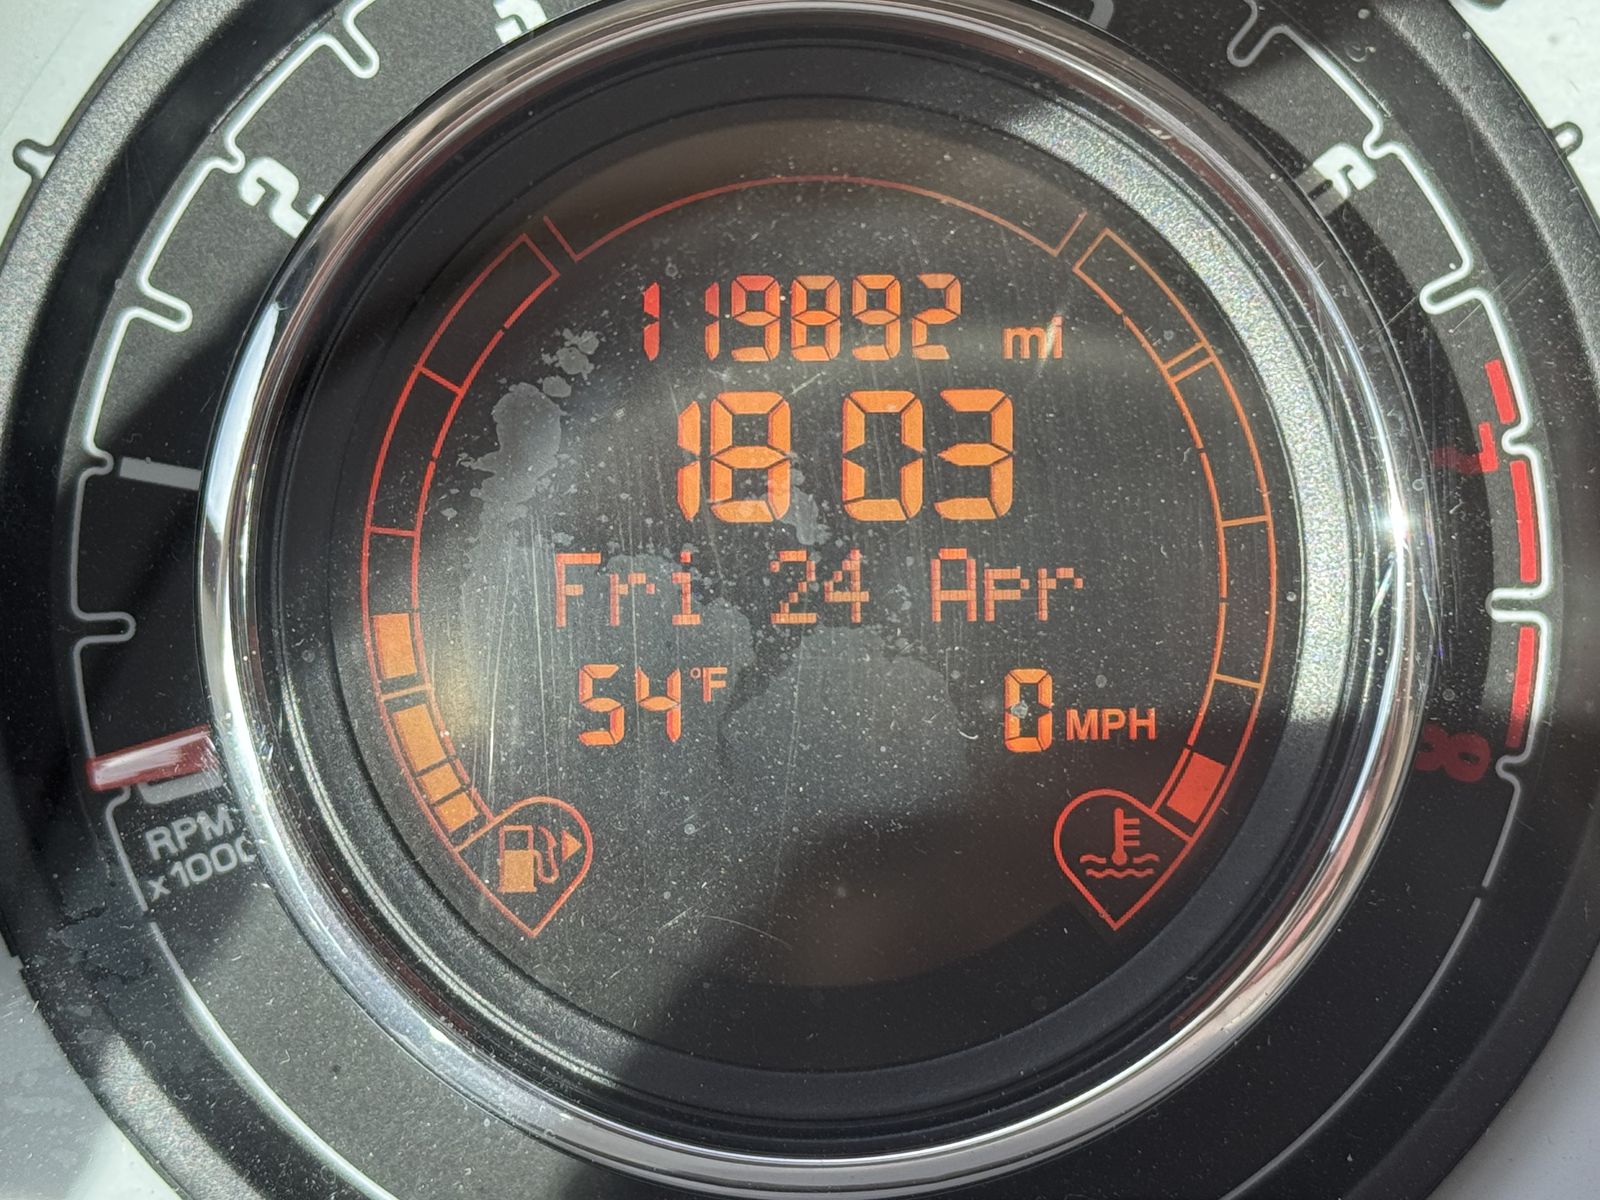 2
6
119892 mi
18 03
7
Fri 24 Apr
54°F
0 MPH
8
RPM
x1000